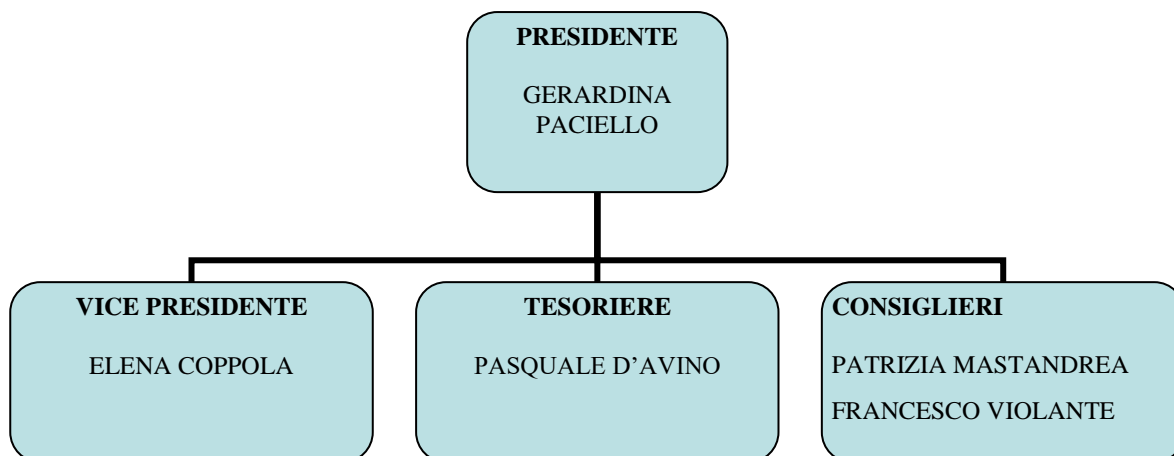 PRESIDENTE
GERARDINA
PACIELLO
VICE PRESIDENTE
ELENA COPPOLA
TESORIERE
PASQUALE D’AVINO
CONSIGLIERI
PATRIZIA MASTANDREA
FRANCESCO VIOLANTE